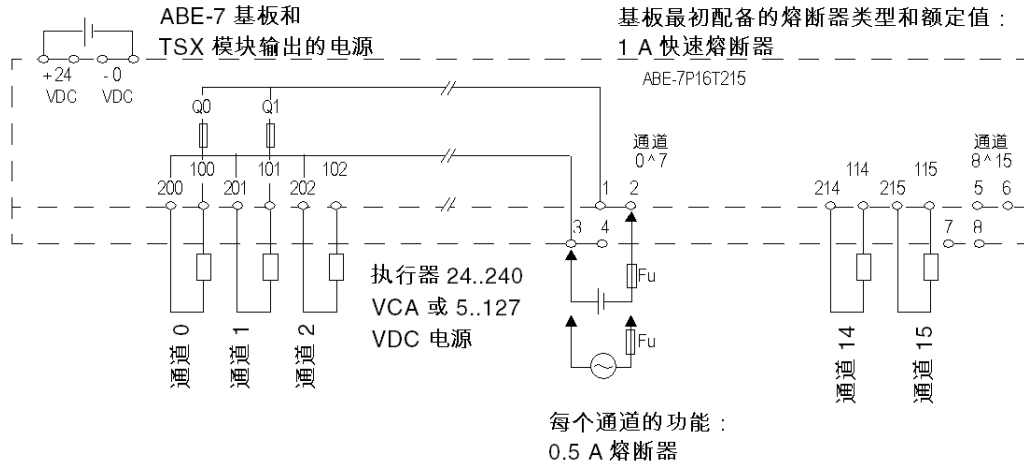 ABE-7 基板和
TSX 模块输出的电源
基板最初配备的熔断器类型和额定值：
1 A 快速熔断器
+24 VDC
-0 VDC
ABE-7P16T215
Q0
Q1
通道
0^7
通道
8^15
200
100
201
101
202
102
1
2
214
114
215
115
5
6
3
4
7
8
执行器 24..240
VCA 或 5..127
VDC 电源
Fu
Fu
通道 0
通道 1
通道 2
通道 14
通道 15
每个通道的功能：
0.5 A 熔断器